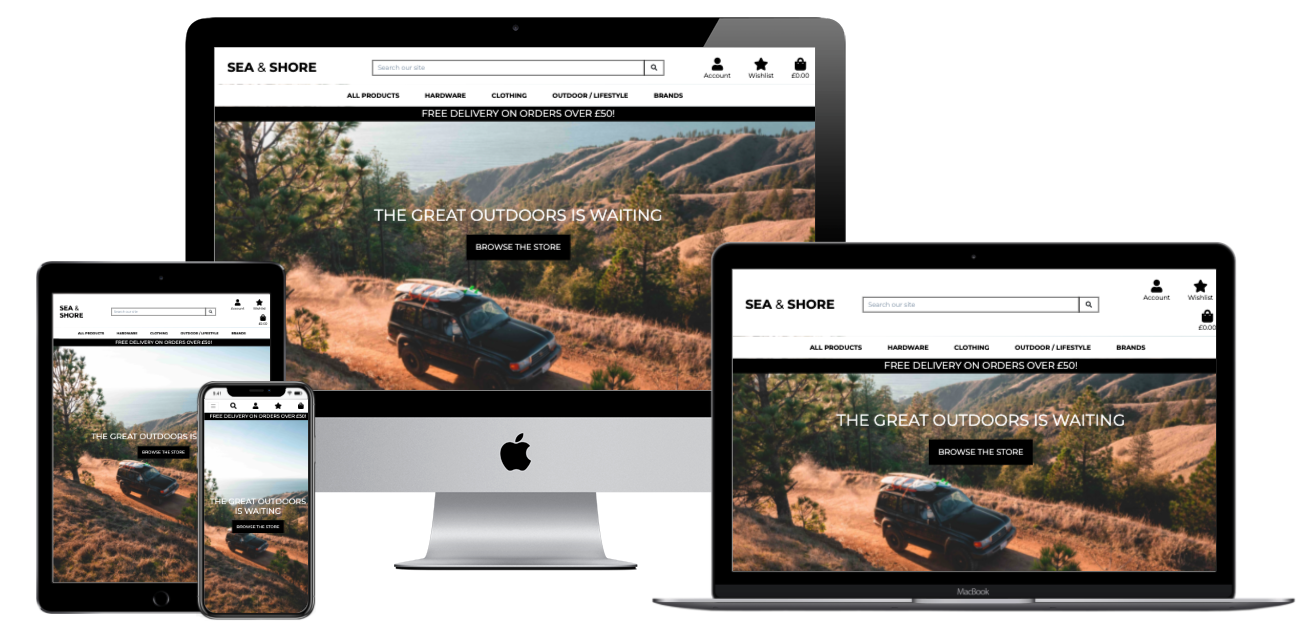 SEA & SHORE
Search our site
Account
Wishlist
£0.00
ALL PRODUCTS HARDWARE CLOTHING OUTDOOR / LIFESTYLE BRANDS
FREE DELIVERY ON ORDERS OVER £50!
THE GREAT OUTDOORS IS WAITING
BROWSE THE STORE
SEA &
SHORE
Search our site
Account
Wishlist
£0.00
ALL PRODUCTS HARDWARE CLOTHING OUTDOOR / LIFESTYLE BRANDS
FREE DELIVERY ON ORDERS OVER £50!
THE GREAT OUTDOORS IS
BROWSE THE STORE
FREE DELIVERY ON ORDERS OVER £50!
THE GREAT OUTDOORS
IS WAITING
BROWSE THE STORE
SEA & SHORE
Search our site
Account
Wishlist
£0.00
ALL PRODUCTS HARDWARE CLOTHING OUTDOOR / LIFESTYLE BRANDS
FREE DELIVERY ON ORDERS OVER £50!
THE GREAT OUTDOORS IS WAITING
BROWSE THE STORE
MacBook